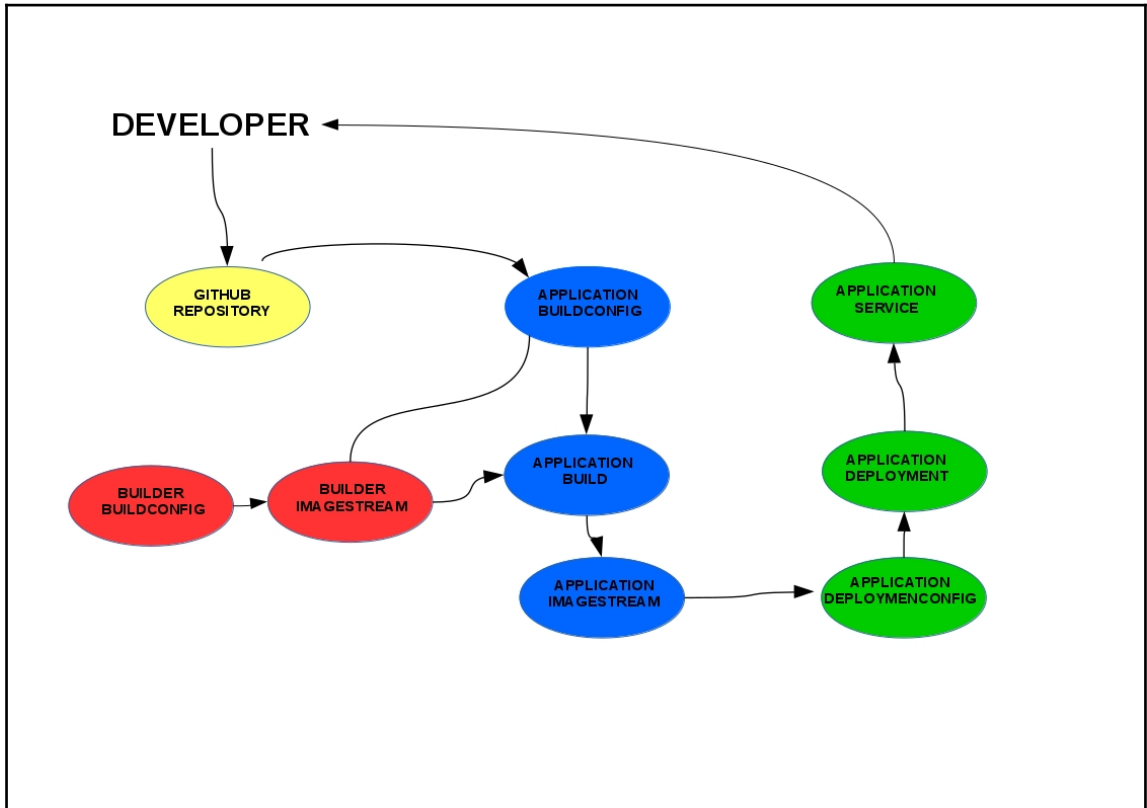 DEVELOPER
GITHUB
REPOSITORY
APPLICATION
BUILDCONFIG
APPLICATION
SERVICE
BUILDER
BUILDCONFIG
BUILDER
IMAGESTREAM
APPLICATION
BUILD
APPLICATION
DEPLOYMENT
APPLICATION
IMAGESTREAM
APPLICATION
DEPLOYMENCONFIG